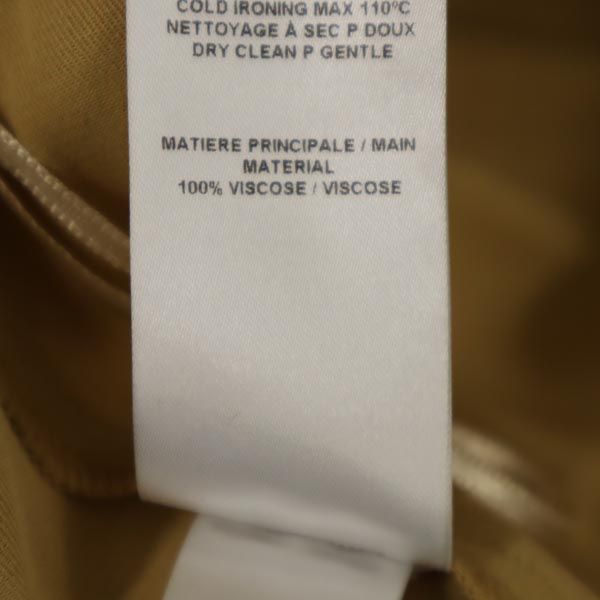 COLD IRONING MAX 110°C
NETTOYAGE À SEC P DOUX
DRY CLEAN P GENTLE
MATIERE PRINCIPALE / MAIN
MATERIAL
100% VISCOSE / VISCOSE